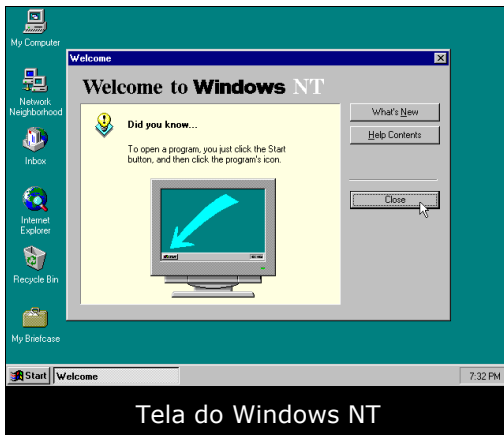 My Computer
Network
Neighborhood
Inbox
Internet
Explorer
Recycle Bin
My Briefcase
Welcome
Welcome to Windows NT
Did you know...
To open a program, you just click the Start
button, and then click the program's icon.
What's New
Help Contents
Close
Start
Welcome
7:32 PM
Tela do Windows NT